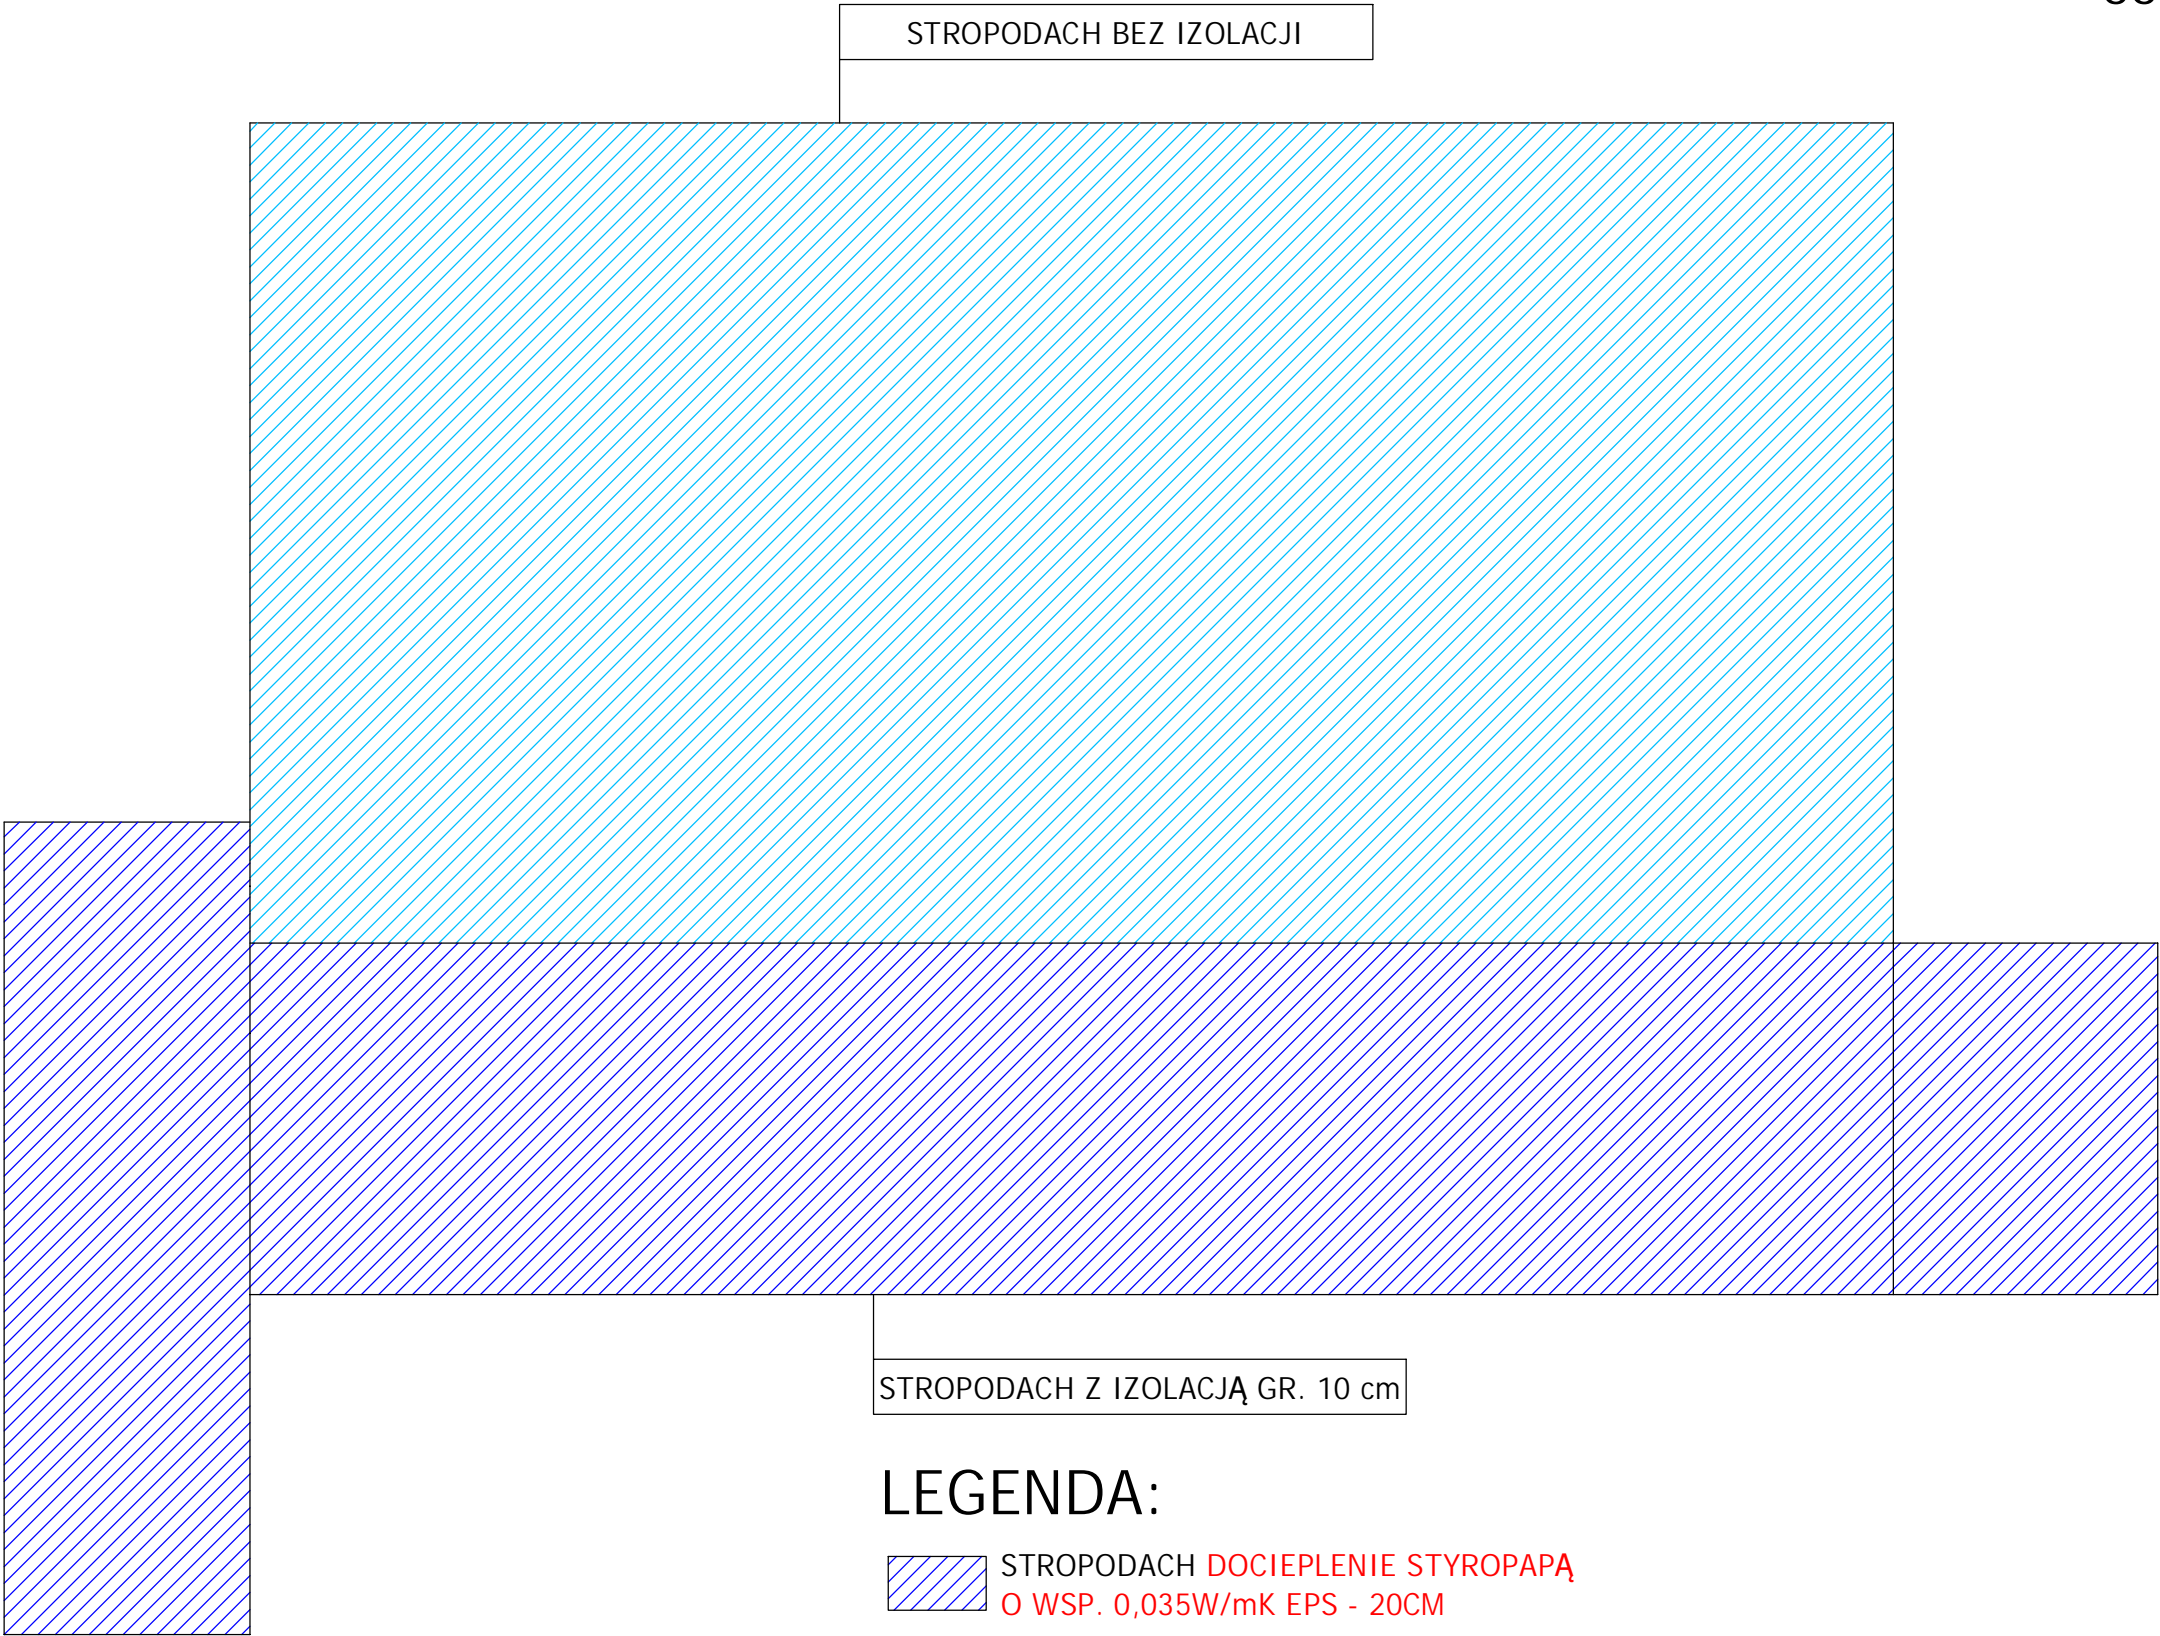 STROPODACH BEZ IZOLACJI
STROPODACH Z IZOLACJĄ GR. 10 cm
LEGENDA:
STROPODACH DOCIEPLENIE STYROPAPĄ
O WSP. 0,035W/mK EPS - 20CM